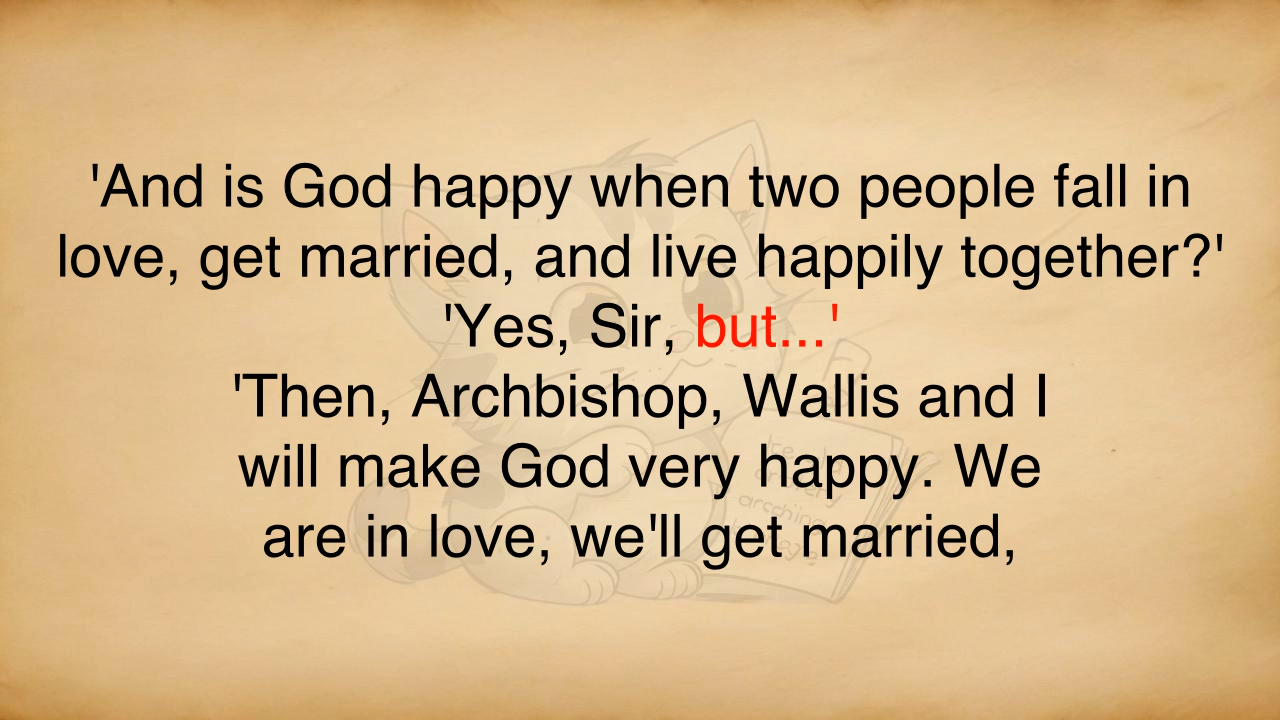 'And is God happy when two people fall in
love, get married, and live happily together?'
'Yes, Sir, but...'
'Then, Archbishop, Wallis and I
will make God very happy. We
are in love, we'll get married,